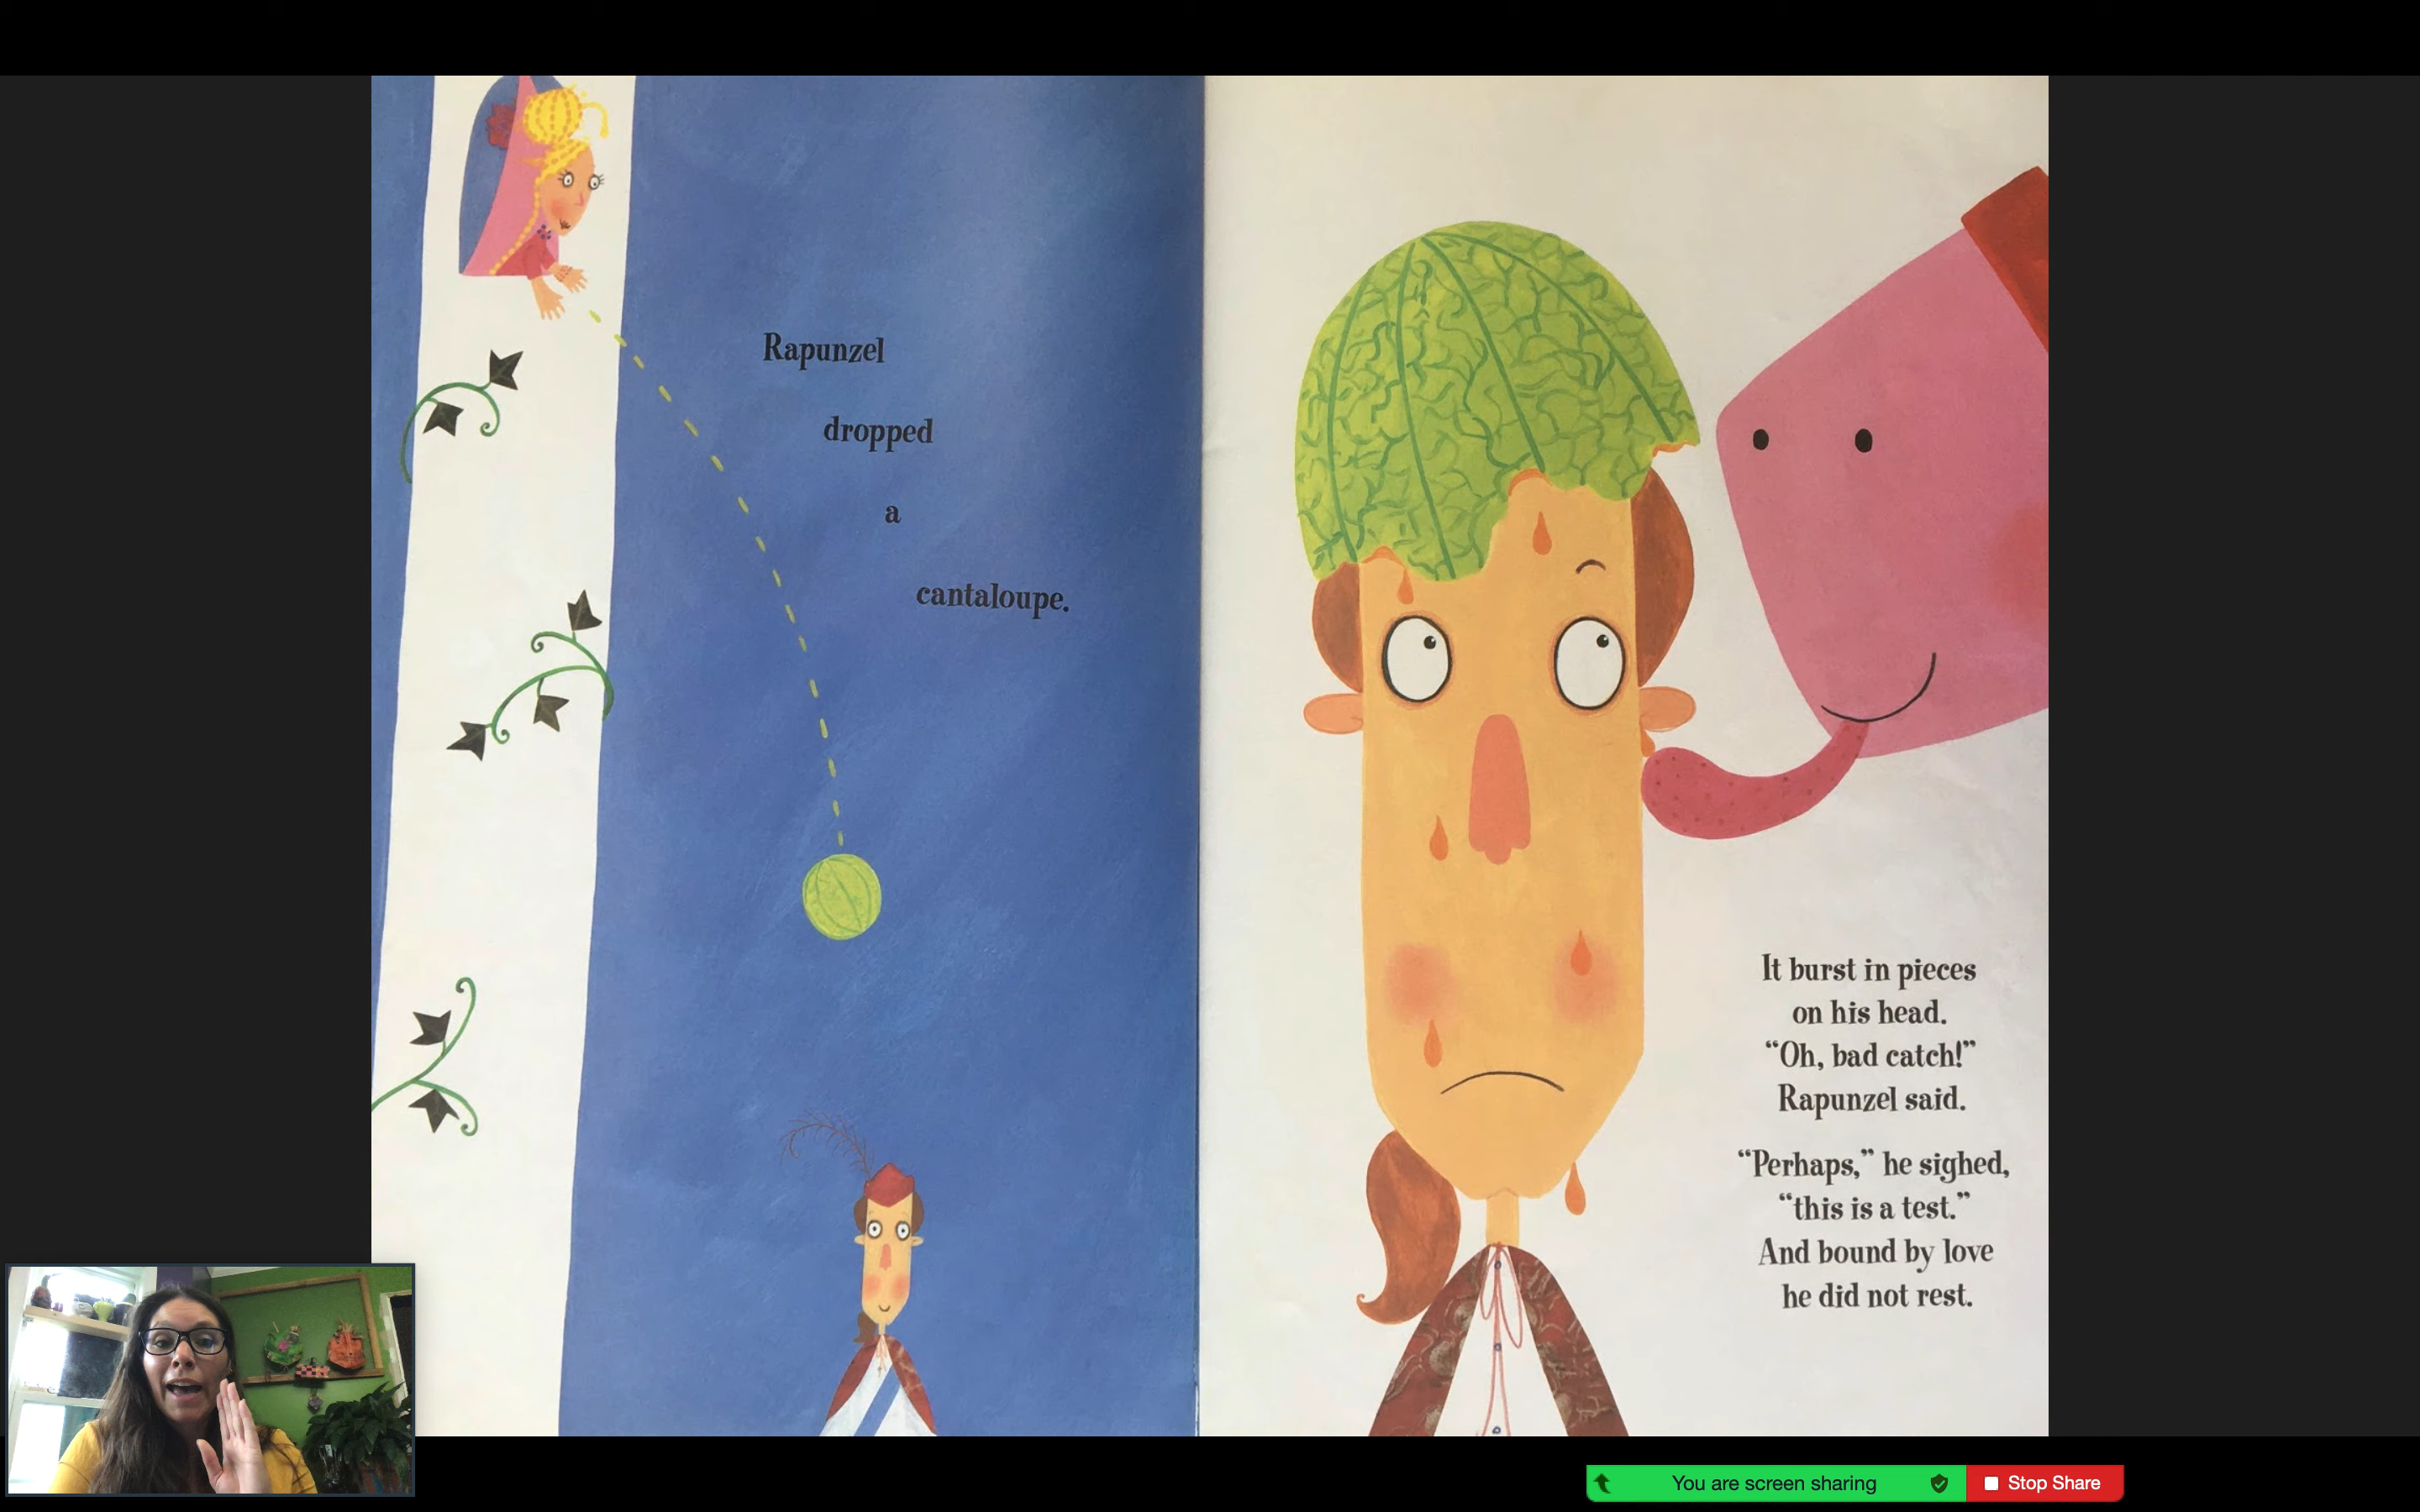 Rapunzel
dropped
a
cantaloupe.
It burst in pieces
on his head.
“Oh, bad catch!”
Rapunzel said.
“Perhaps,” he sighed,
“this is a test.”
And bound by love
he did not rest.
You are screen sharing
Stop Share